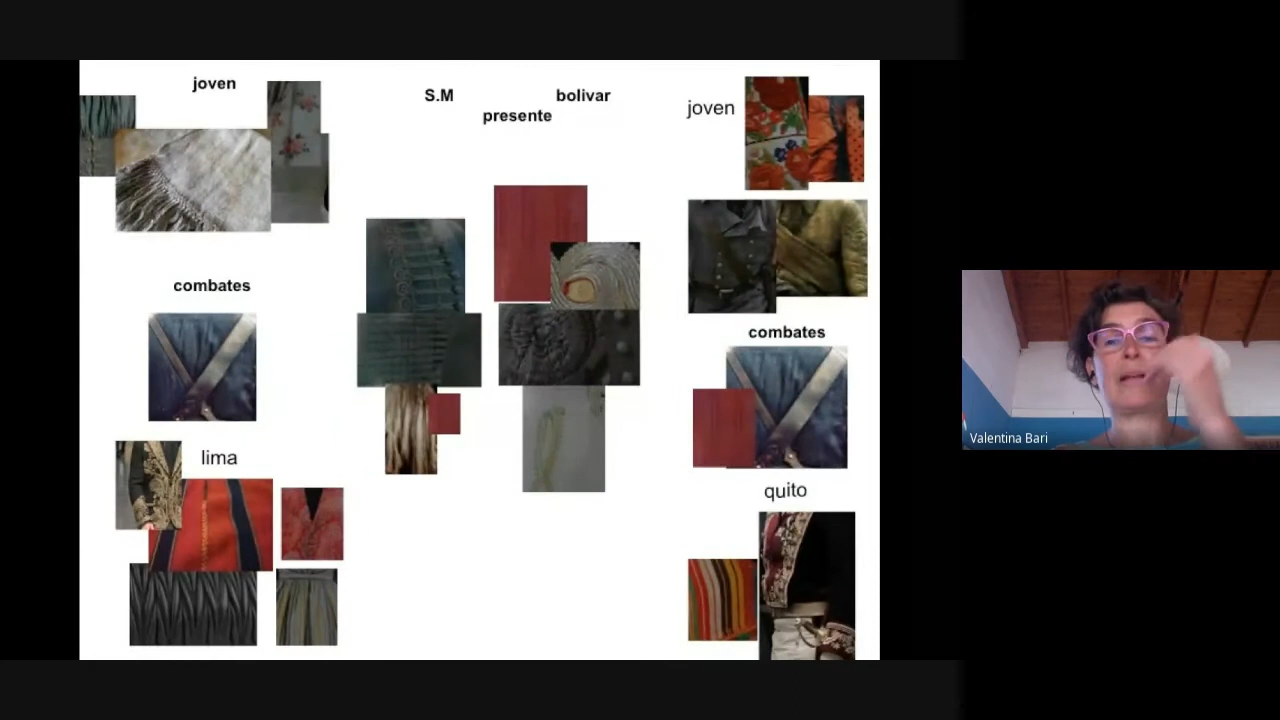 joven
S.M
bolivar
presente
joven
combates
combates
lima
quito
Valentina Bari